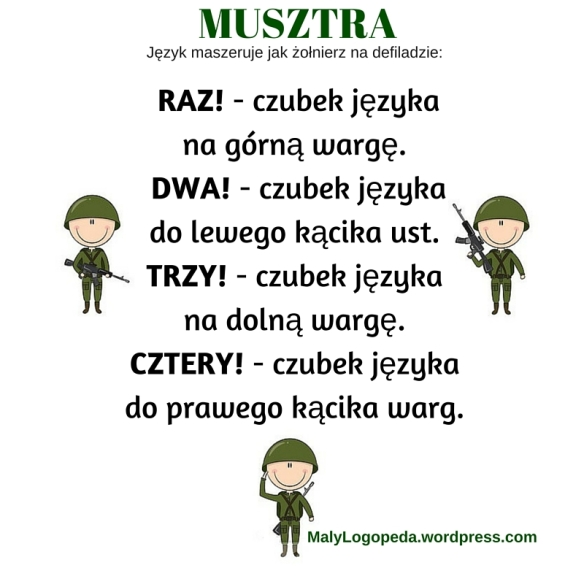 MUSZTRA
Język maszeruje jak żołnierz na defiladzie:
RAZ! - czubek języka
na górną wargę.
DWA! - czubek języka
do lewego kącika ust.
TRZY! - czubek języka
na dolną wargę.
CZTERY! - czubek języka
do prawego kącika warg.
MalyLogopeda.wordpress.com